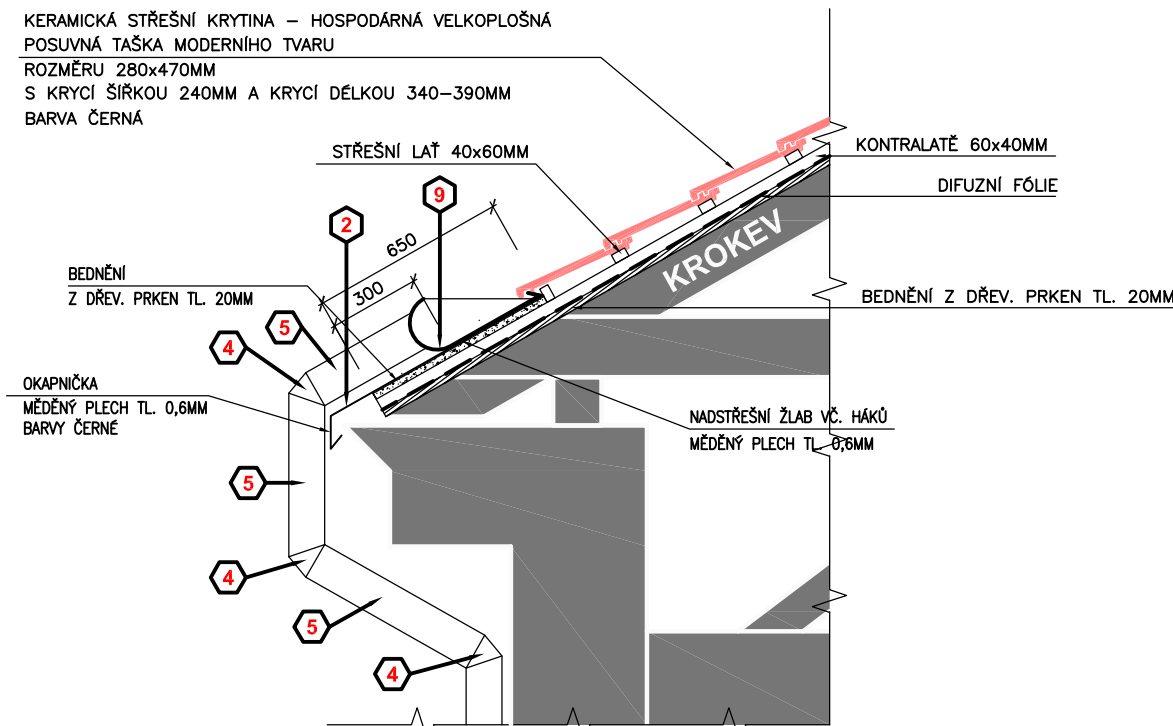 KERAMICKÁ STŘEŠNÍ KRYTINA – HOSPODÁRNÁ VELKOPLOŠNÁ
POSUVNÁ TAŠKA MODERNÍHO TVARU
ROZMĚRU 280x470MM
S KRYCÍ ŠÍŘKOU 240MM A KRYCÍ DÉLKOU 340–390MM
BARVA ČERNÁ
STŘEŠNÍ LAŤ 40x60MM
KONTRALATĚ 60x40MM
DIFUZNÍ FÓLIE
9
2
650
KROKEV
BEDNĚNÍ
Z DŘEV. PRKEN TL. 20MM
300
BEDNĚNÍ Z DŘEV. PRKEN TL. 20MM
5
4
OKAPNIČKA
MĚDĚNÝ PLECH TL. 0,6MM
BARVY ČERNÉ
NADSTŘEŠNÍ ŽLAB VČ. HÁKŮ
MĚDĚNÝ PLECH TL. 0,6MM
5
4
5
4